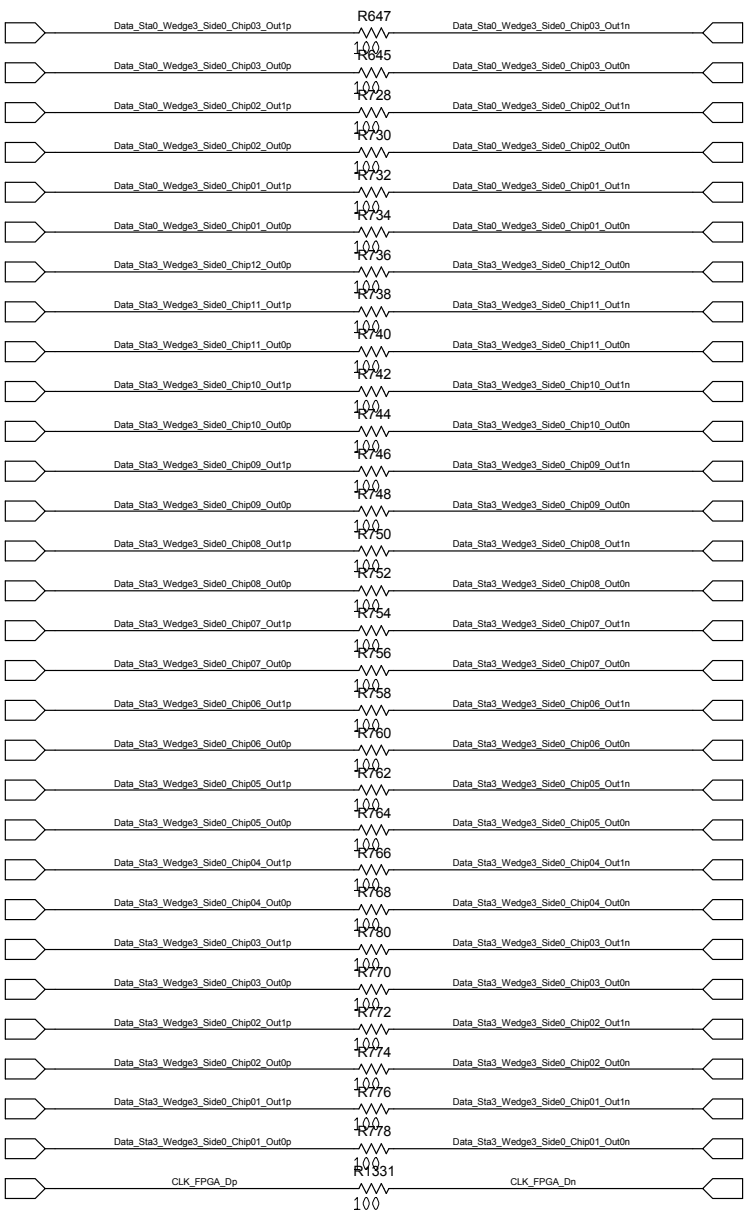 R647
Data_Sta0_Wedge3_Side0_Chip03_Out1p Data_Sta0_Wedge3_Side0_Chip03_Out1n
100
R645
Data_Sta0_Wedge3_Side0_Chip03_Out0p Data_Sta0_Wedge3_Side0_Chip03_Out0n
100
R728
Data_Sta0_Wedge3_Side0_Chip02_Out1p Data_Sta0_Wedge3_Side0_Chip02_Out1n
100
R730
Data_Sta0_Wedge3_Side0_Chip02_Out0p Data_Sta0_Wedge3_Side0_Chip02_Out0n
100
R732
Data_Sta0_Wedge3_Side0_Chip01_Out1p Data_Sta0_Wedge3_Side0_Chip01_Out1n
100
R734
Data_Sta0_Wedge3_Side0_Chip01_Out0p Data_Sta0_Wedge3_Side0_Chip01_Out0n
100
R736
Data_Sta3_Wedge3_Side0_Chip12_Out0p Data_Sta3_Wedge3_Side0_Chip12_Out0n
100
R738
Data_Sta3_Wedge3_Side0_Chip11_Out1p Data_Sta3_Wedge3_Side0_Chip11_Out1n
100
R740
Data_Sta3_Wedge3_Side0_Chip11_Out0p Data_Sta3_Wedge3_Side0_Chip11_Out0n
100
R742
Data_Sta3_Wedge3_Side0_Chip10_Out1p Data_Sta3_Wedge3_Side0_Chip10_Out1n
100
R744
Data_Sta3_Wedge3_Side0_Chip10_Out0p Data_Sta3_Wedge3_Side0_Chip10_Out0n
100
R746
Data_Sta3_Wedge3_Side0_Chip09_Out1p Data_Sta3_Wedge3_Side0_Chip09_Out1n
100
R748
Data_Sta3_Wedge3_Side0_Chip09_Out0p Data_Sta3_Wedge3_Side0_Chip09_Out0n
100
R750
Data_Sta3_Wedge3_Side0_Chip08_Out1p Data_Sta3_Wedge3_Side0_Chip08_Out1n
100
R752
Data_Sta3_Wedge3_Side0_Chip08_Out0p Data_Sta3_Wedge3_Side0_Chip08_Out0n
100
R754
Data_Sta3_Wedge3_Side0_Chip07_Out1p Data_Sta3_Wedge3_Side0_Chip07_Out1n
100
R756
Data_Sta3_Wedge3_Side0_Chip07_Out0p Data_Sta3_Wedge3_Side0_Chip07_Out0n
100
R758
Data_Sta3_Wedge3_Side0_Chip06_Out1p Data_Sta3_Wedge3_Side0_Chip06_Out1n
100
R760
Data_Sta3_Wedge3_Side0_Chip06_Out0p Data_Sta3_Wedge3_Side0_Chip06_Out0n
100
R762
Data_Sta3_Wedge3_Side0_Chip05_Out1p Data_Sta3_Wedge3_Side0_Chip05_Out1n
100
R764
Data_Sta3_Wedge3_Side0_Chip05_Out0p Data_Sta3_Wedge3_Side0_Chip05_Out0n
100
R766
Data_Sta3_Wedge3_Side0_Chip04_Out1p Data_Sta3_Wedge3_Side0_Chip04_Out1n
100
R768
Data_Sta3_Wedge3_Side0_Chip04_Out0p Data_Sta3_Wedge3_Side0_Chip04_Out0n
100
R780
Data_Sta3_Wedge3_Side0_Chip03_Out1p Data_Sta3_Wedge3_Side0_Chip03_Out1n
100
R770
Data_Sta3_Wedge3_Side0_Chip03_Out0p Data_Sta3_Wedge3_Side0_Chip03_Out0n
100
R772
Data_Sta3_Wedge3_Side0_Chip02_Out1p Data_Sta3_Wedge3_Side0_Chip02_Out1n
100
R774
Data_Sta3_Wedge3_Side0_Chip02_Out0p Data_Sta3_Wedge3_Side0_Chip02_Out0n
100
R776
Data_Sta3_Wedge3_Side0_Chip01_Out1p Data_Sta3_Wedge3_Side0_Chip01_Out1n
100
R778
Data_Sta3_Wedge3_Side0_Chip01_Out0p Data_Sta3_Wedge3_Side0_Chip01_Out0n
100
R1331
CLK_FPGA_Dp CLK_FPGA_Dn
100